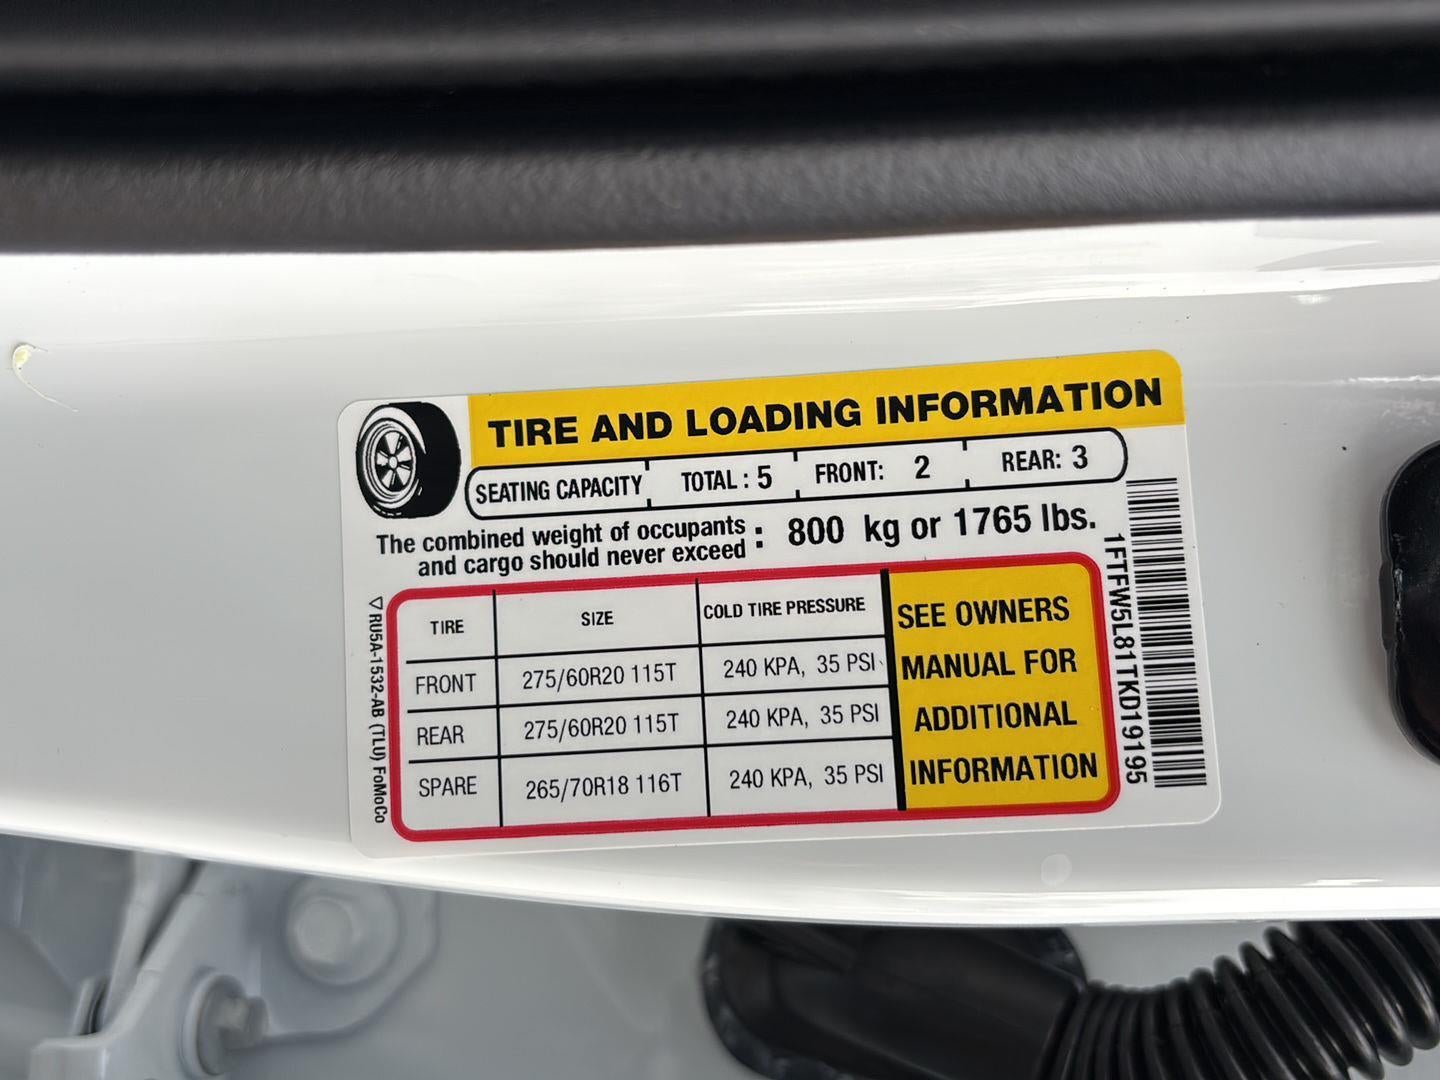 TIRE AND LOADING INFORMATION
SEATING CAPACITY TOTAL : 5 FRONT: 2 REAR: 3
The combined weight of occupants
and cargo should never exceed : 800 kg or 1765 lbs.
TIRE SIZE COLD TIRE PRESSURE
FRONT 275/60R20 115T 240 KPA, 35 PSI
REAR 275/60R20 115T 240 KPA, 35 PSI
SPARE 265/70R18 116T 240 KPA, 35 PSI
SEE OWNERS
MANUAL FOR
ADDITIONAL
INFORMATION
RU5A-1532-AB (TLU) FoMoCo
1FTFW5L81TKD19195